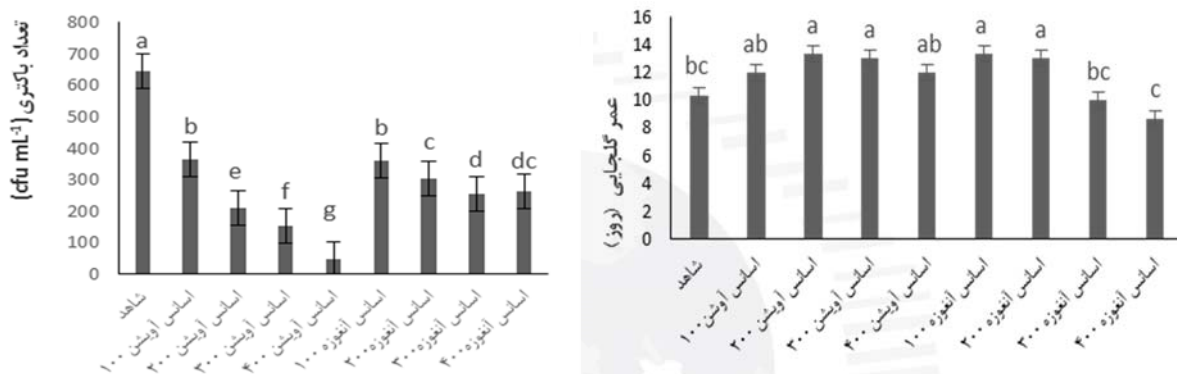 تعداد باکتری (cfu mL⁻¹)
800
700
600
500
400
300
200
100
0
a
b
e
f
g
b
c
d
dc
شاهد
اسانس آویشن ۱۰۰
اسانس آویشن ۲۰۰
اسانس آویشن ۳۰۰
اسانس آویشن ۴۰۰
اسانس آنغوزه ۱۰۰
اسانس آنغوزه ۲۰۰
اسانس آنغوزه ۳۰۰
اسانس آنغوزه ۴۰۰
عمر گلجایی (روز)
16
14
12
10
8
6
4
2
0
bc
ab
a
a
ab
a
a
bc
c
شاهد
اسانس آویشن ۱۰۰
اسانس آویشن ۲۰۰
اسانس آویشن ۳۰۰
اسانس آویشن ۴۰۰
اسانس آنغوزه ۱۰۰
اسانس آنغوزه ۲۰۰
اسانس آنغوزه ۳۰۰
اسانس آنغوزه ۴۰۰